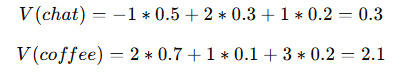 V(chat) = −1 ∗ 0.5 + 2 ∗ 0.3 + 1 ∗ 0.2 = 0.3
V(coffee) = 2 ∗ 0.7 + 1 ∗ 0.1 + 3 ∗ 0.2 = 2.1